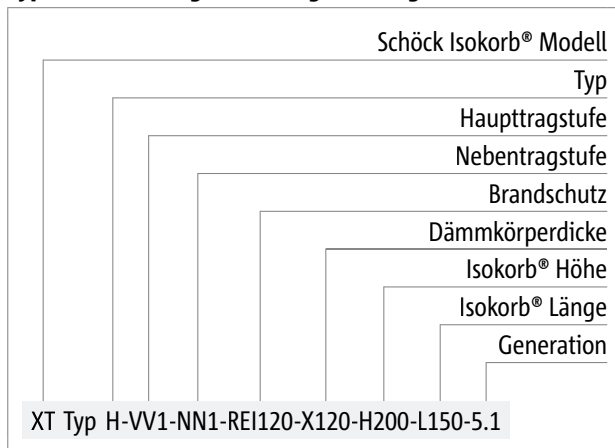 Schöck Isokorb® Modell
Typ
Haupttragstufe
Nebentragstufe
Brandschutz
Dämmkörperdicke
Isokorb® Höhe
Isokorb® Länge
Generation
XT Typ H-VV1-NN1-REI120-X120-H200-L150-5.1